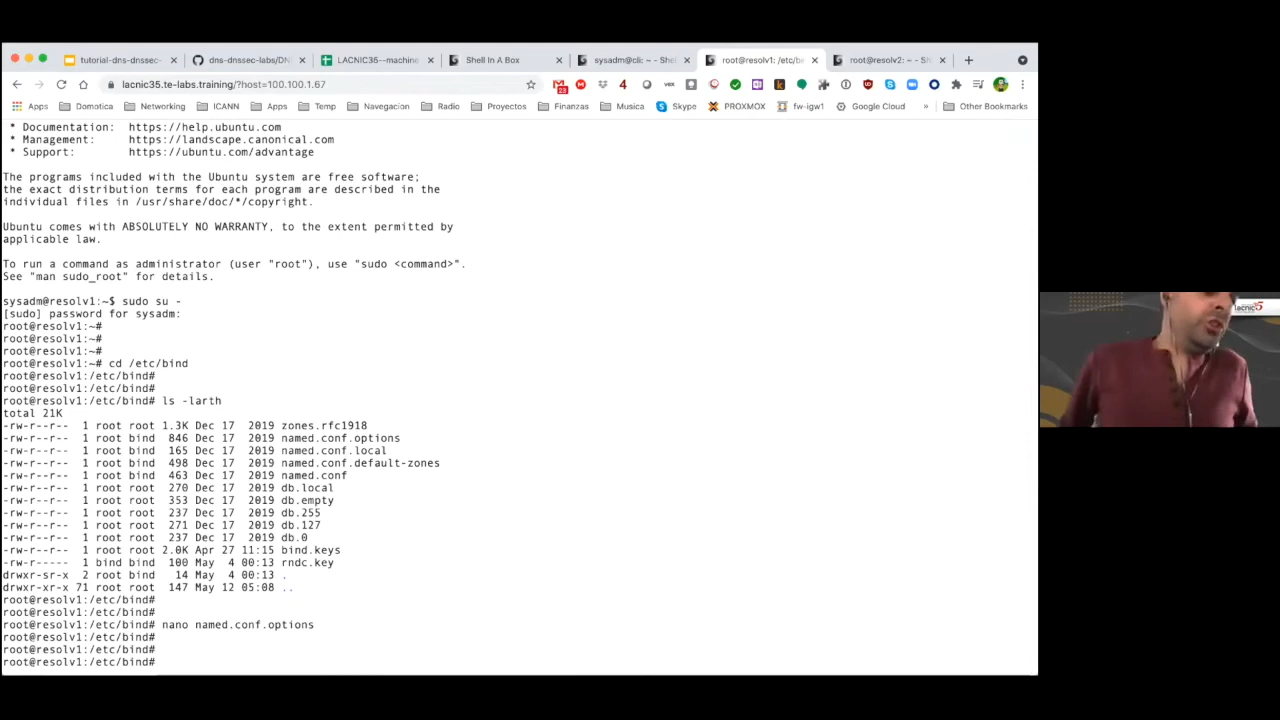 tutorial-dns-dnssec-
dns-dnssec-labs/DN
LACNIC36--machine
Shell In A Box
sysadm@cli: ~ - Shel
root@resolv1: /etc/be
root@resolv2: ~ - Sh
lacnic35.te-labs.training/?host=100.100.1.67
Apps
Domotica
Networking
ICANN
Apps
Temp
Navegacion
Radio
Proyectos
Finanzas
Musica
Skype
PROXMOX
fw-igw1
Google Cloud
»
Other Bookmarks
* Documentation: https://help.ubuntu.com
* Management: https://landscape.canonical.com
* Support: https://ubuntu.com/advantage
The programs included with the Ubuntu system are free software;
the exact distribution terms for each program are described in the
individual files in /usr/share/doc/*/copyright.
Ubuntu comes with ABSOLUTELY NO WARRANTY, to the extent permitted by
applicable law.
To run a command as administrator (user "root"), use "sudo <command>".
See "man sudo_root" for details.
sysadm@resolv1:~$ sudo su -
[sudo] password for sysadm:
root@resolv1:~#
root@resolv1:~#
root@resolv1:~#
root@resolv1:~# cd /etc/bind
root@resolv1:/etc/bind#
root@resolv1:/etc/bind#
root@resolv1:/etc/bind# ls -larth
total 21K
-rw-r--r-- 1 root root 1.3K Dec 17 2019 zones.rfc1918
-rw-r--r-- 1 root bind 846 Dec 17 2019 named.conf.options
-rw-r--r-- 1 root bind 165 Dec 17 2019 named.conf.local
-rw-r--r-- 1 root bind 498 Dec 17 2019 named.conf.default-zones
-rw-r--r-- 1 root bind 463 Dec 17 2019 named.conf
-rw-r--r-- 1 root root 270 Dec 17 2019 db.local
-rw-r--r-- 1 root root 353 Dec 17 2019 db.empty
-rw-r--r-- 1 root root 237 Dec 17 2019 db.255
-rw-r--r-- 1 root root 271 Dec 17 2019 db.127
-rw-r--r-- 1 root root 237 Dec 17 2019 db.0
-rw-r--r-- 1 root root 2.0K Apr 27 11:15 bind.keys
-rw-r----- 1 bind bind 100 May 4 00:13 rndc.key
drwxr-sr-x 2 root bind 14 May 4 00:13 .
drwxr-xr-x 71 root root 147 May 12 05:08 ..
root@resolv1:/etc/bind#
root@resolv1:/etc/bind#
root@resolv1:/etc/bind# nano named.conf.options
root@resolv1:/etc/bind#
root@resolv1:/etc/bind#
root@resolv1:/etc/bind#
lacnic